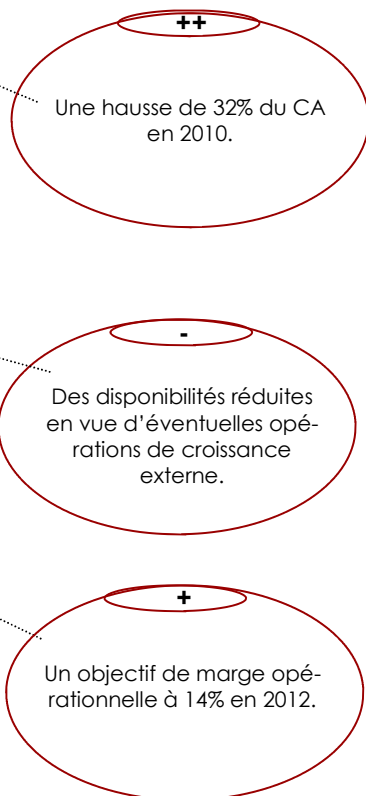 ++
Une hausse de 32% du CA
en 2010.
-
Des disponibilités réduites
en vue d’éventuelles opé-
rations de croissance
externe.
+
Un objectif de marge opé-
rationnelle à 14% en 2012.